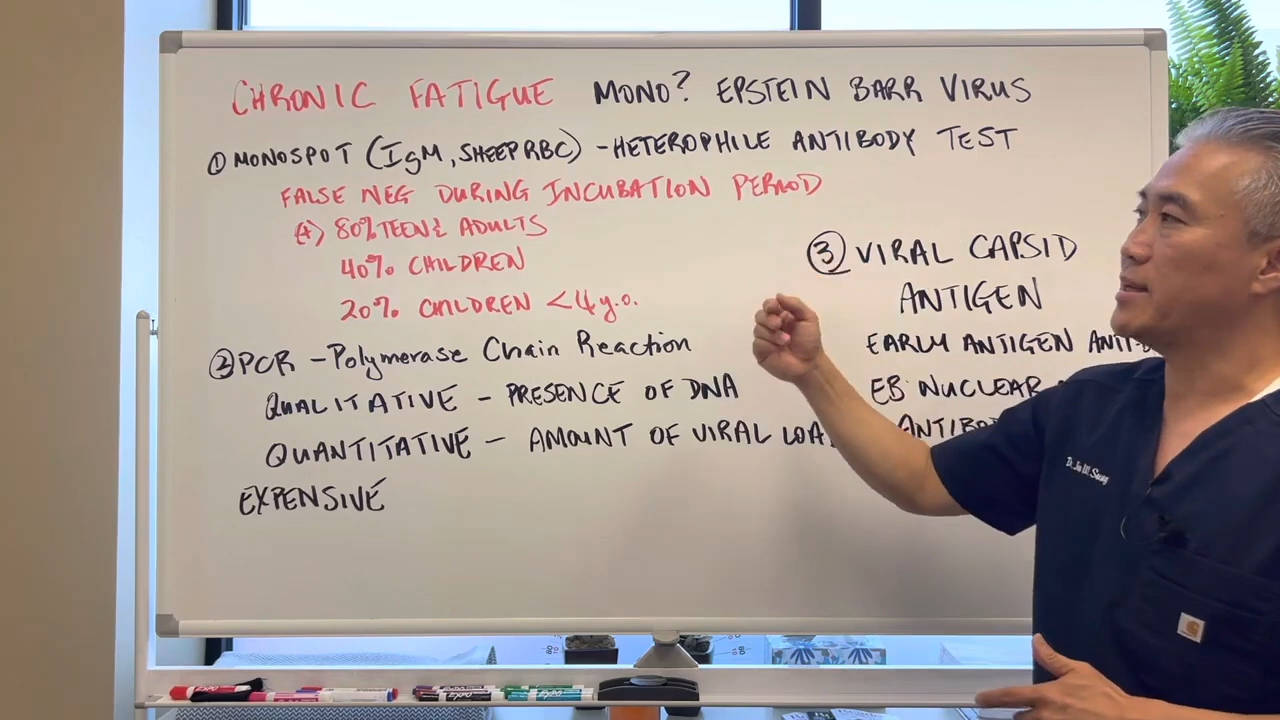 CHRONIC FATIGUE MONO? EPSTEIN BARR VIRUS
① MONOSPOT (IgM, SHEEP RBC) - HETEROPHILE ANTIBODY TEST
FALSE NEG DURING INCUBATION PERIOD
(+) 80% TEEN & ADULTS
40% CHILDREN
20% CHILDREN <4 y.o.
② PCR - Polymerase Chain Reaction
QUALITATIVE - PRESENCE OF DNA
QUANTITATIVE - AMOUNT OF VIRAL
EXPENSIVE
③ VIRAL CAPSID
ANTIGEN
EARLY ANTIGEN
EB NUCLEAR
EXPO